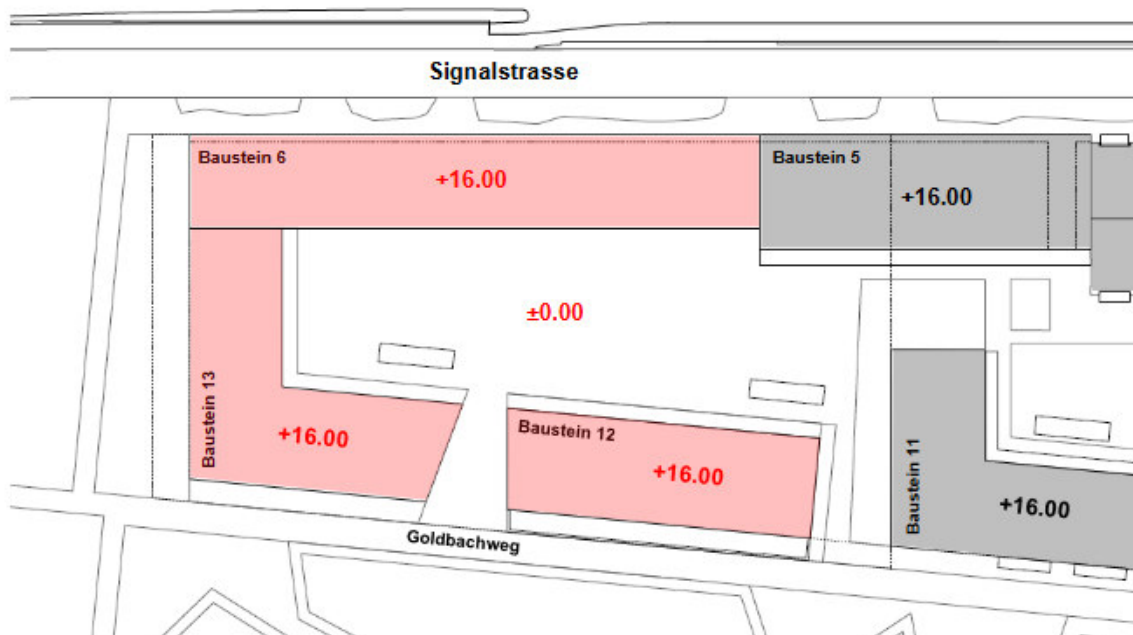 Signalstrasse
Baustein 6
+16.00
Baustein 5
+16.00
±0.00
Baustein 13
+16.00
Baustein 12
+16.00
Baustein 11
+16.00
Goldbachweg